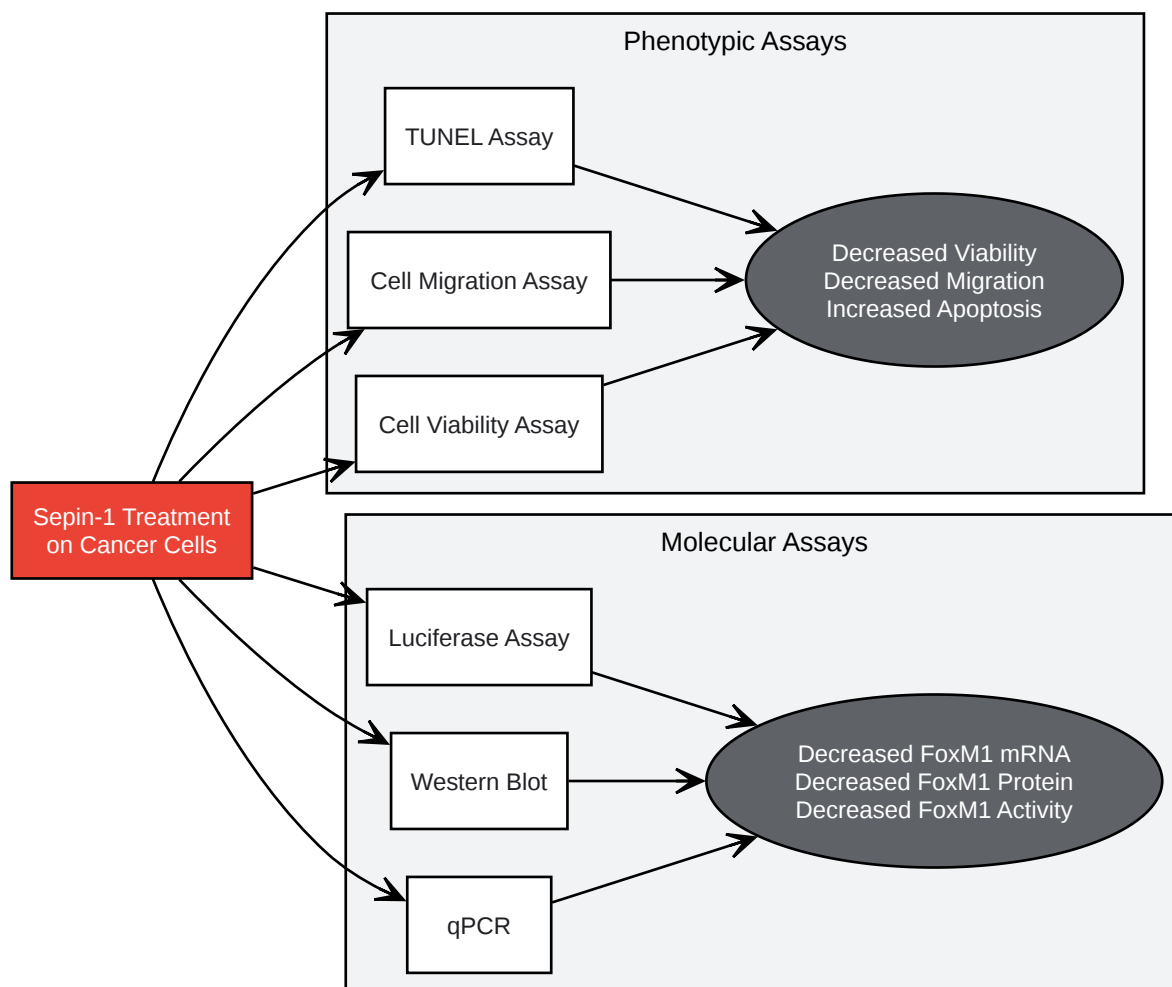 Phenotypic Assays
TUNEL Assay
Cell Migration Assay
Cell Viability Assay
Decreased Viability
Decreased Migration
Increased Apoptosis
Sepin-1 Treatment
on Cancer Cells
Molecular Assays
Luciferase Assay
Western Blot
qPCR
Decreased FoxM1 mRNA
Decreased FoxM1 Protein
Decreased FoxM1 Activity